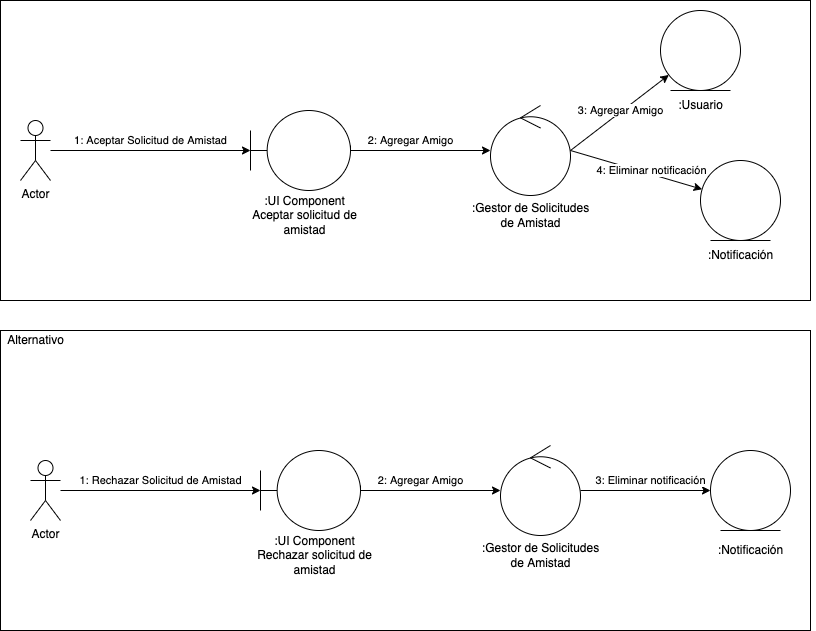 :Usuario
3: Agregar Amigo
1: Aceptar Solicitud de Amistad
2: Agregar Amigo
4: Eliminar notificación
Actor
:UI Component
Aceptar solicitud de
amistad
:Gestor de Solicitudes
de Amistad
:Notificación
Alternativo
1: Rechazar Solicitud de Amistad
2: Agregar Amigo
3: Eliminar notificación
Actor
:UI Component
Rechazar solicitud de
amistad
:Gestor de Solicitudes
de Amistad
:Notificación